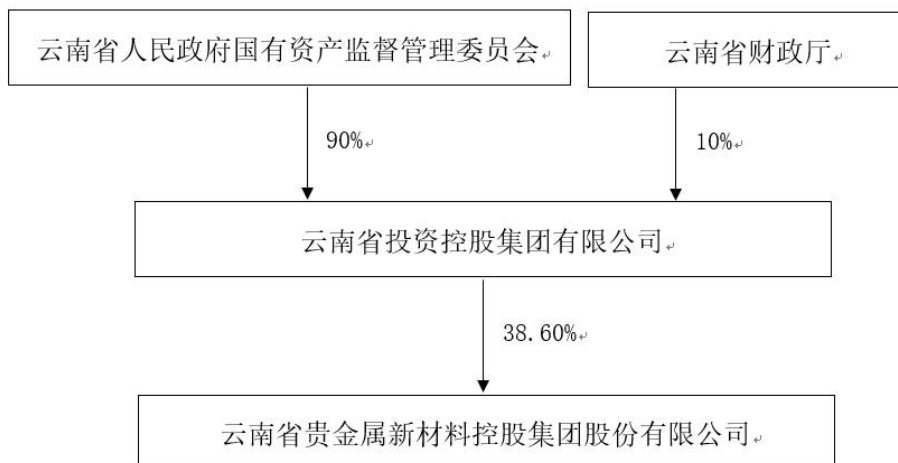 云南省人民政府国有资产监督管理委员会
云南省财政厅
90%
10%
云南省投资控股集团有限公司
38.60%
云南省贵金属新材料控股集团股份有限公司